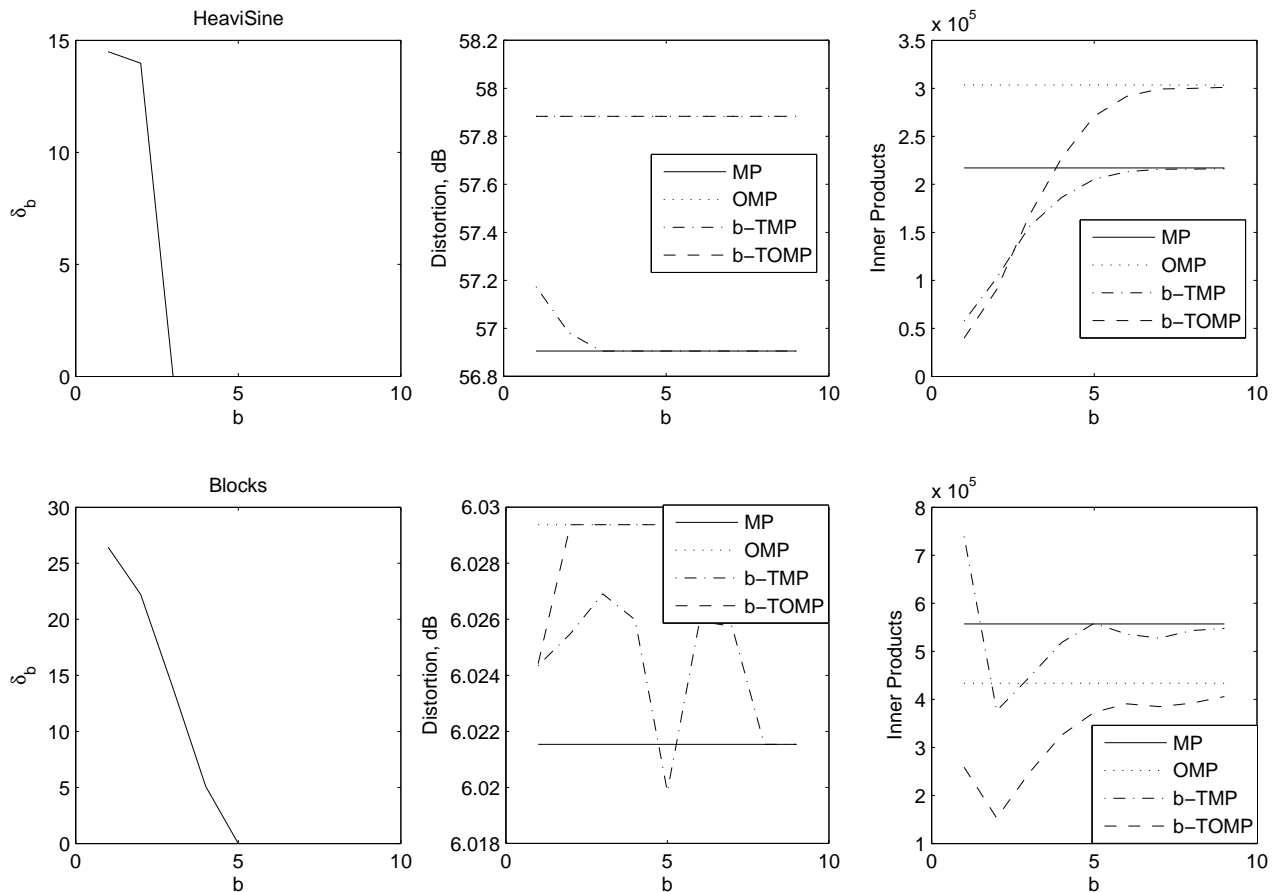 HeaviSine
15
10
5
0
0
5
10
δb
b
58.2
58
57.8
57.6
57.4
57.2
57
56.8
0
5
10
Distortion, dB
b
MP
OMP
b−TMP
b−TOMP
x 10^5
3.5
3
2.5
2
1.5
1
0.5
0
0
5
10
Inner Products
b
MP
OMP
b−TMP
b−TOMP
Blocks
30
25
20
15
10
5
0
0
5
10
δb
b
6.03
6.028
6.026
6.024
6.022
6.02
6.018
0
5
10
Distortion, dB
b
MP
OMP
b−TMP
b−TOMP
x 10^5
8
7
6
5
4
3
2
1
0
5
10
Inner Products
b
MP
OMP
b−TMP
b−TOMP